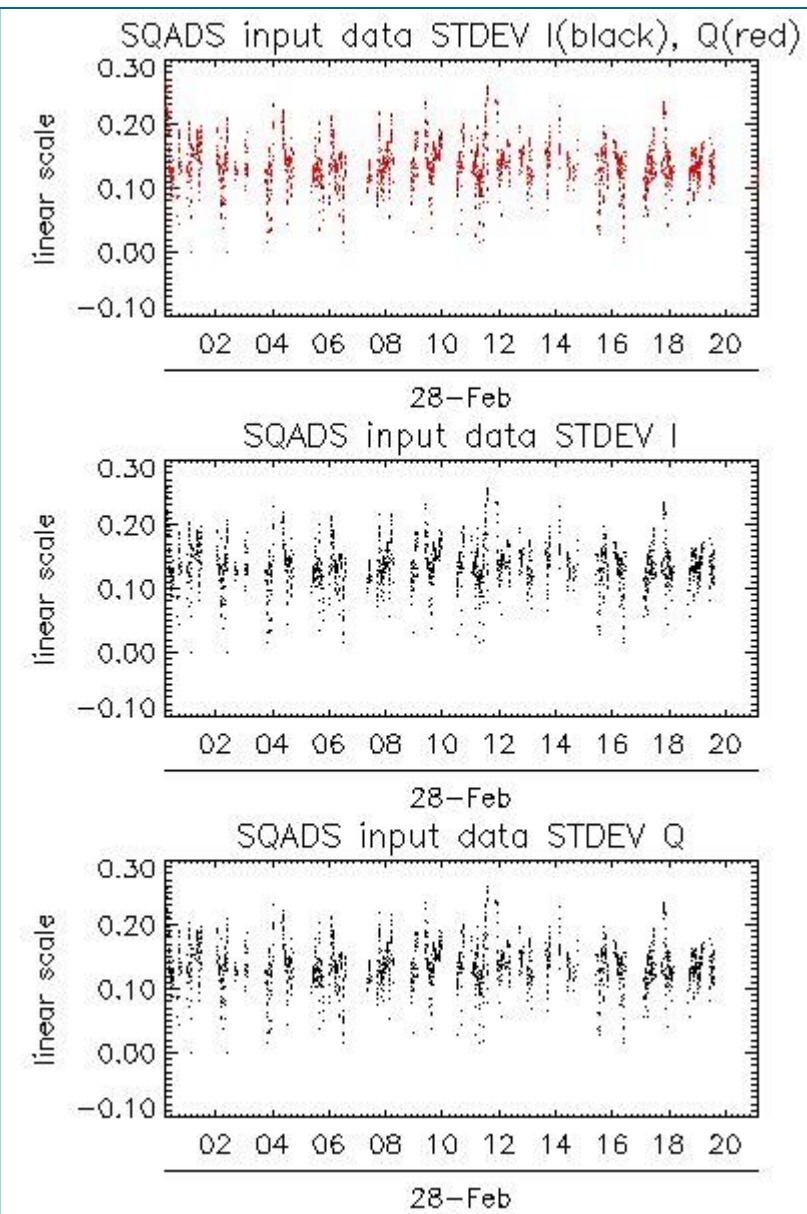 SQADS input data STDEV I(black), Q(red)
0.30
0.20
0.10
0.00
-0.10
linear scale
02 04 06 08 10 12 14 16 18 20
28-Feb
SQADS input data STDEV I
0.30
0.20
0.10
0.00
-0.10
linear scale
02 04 06 08 10 12 14 16 18 20
28-Feb
SQADS input data STDEV Q
0.30
0.20
0.10
0.00
-0.10
linear scale
02 04 06 08 10 12 14 16 18 20
28-Feb